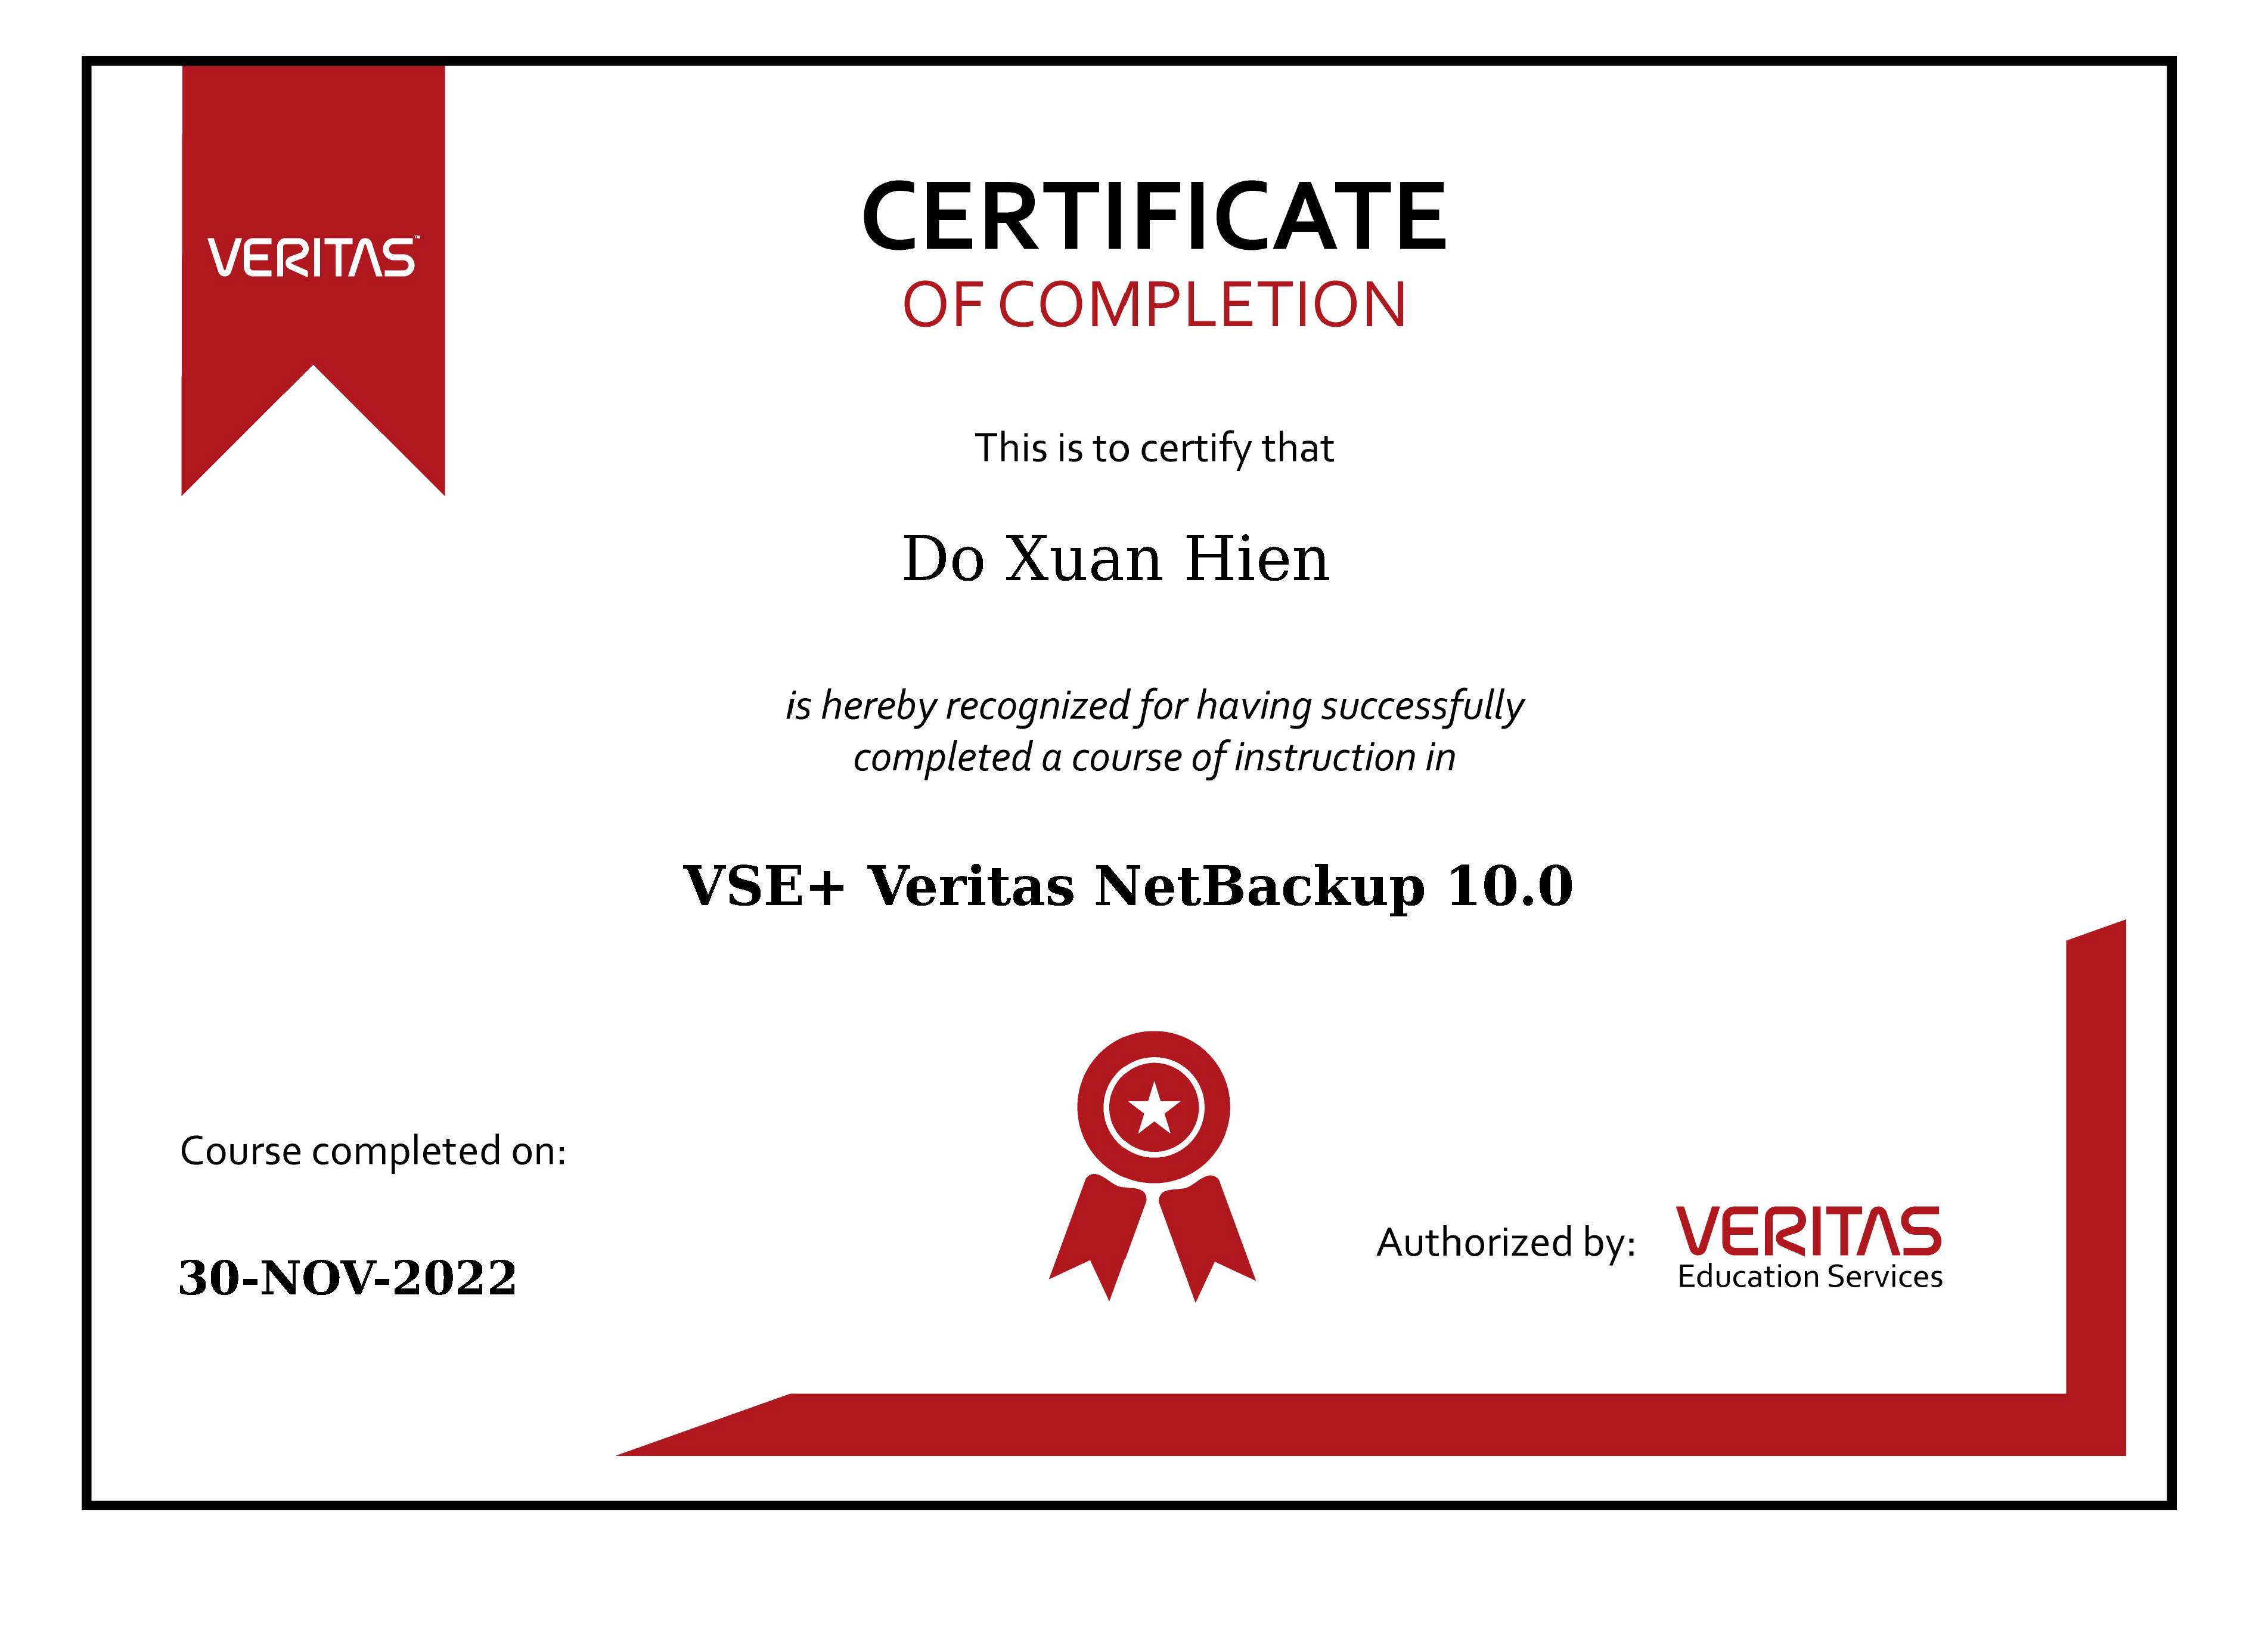 VERITAS™
CERTIFICATE
OF COMPLETION
This is to certify that
Do Xuan Hien
is hereby recognized for having successfully
completed a course of instruction in
VSE+ Veritas NetBackup 10.0
Course completed on:
30-NOV-2022
Authorized by:
VERITAS
Education Services